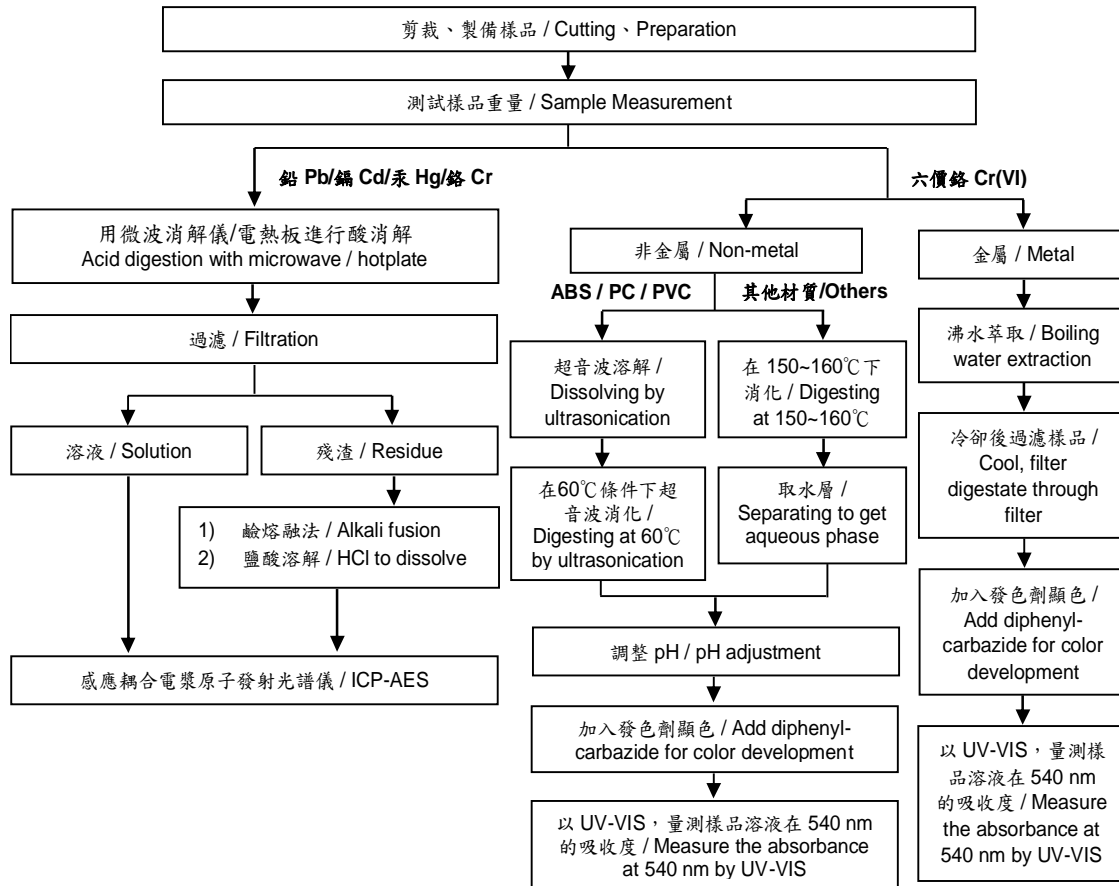 剪裁、製備樣品 / Cutting、Preparation
測試樣品重量 / Sample Measurement
鉛 Pb/鎘 Cd/汞 Hg/鉻 Cr
六價鉻 Cr(VI)
用微波消解儀/電熱板進行酸消解
Acid digestion with microwave / hotplate
過濾 / Filtration
溶液 / Solution
殘渣 / Residue
1) 鹼熔融法 / Alkali fusion
2) 鹽酸溶解 / HCl to dissolve
感應耦合電漿原子發射光譜儀 / ICP-AES
非金屬 / Non-metal
ABS / PC / PVC
其他材質/Others
超音波溶解 /
Dissolving by
ultrasonication
在60℃條件下超
音波消化 /
Digesting at 60℃
by ultrasonication
在 150~160℃下
消化 / Digesting
at 150~160℃
取水層 /
Separating to get
aqueous phase
調整 pH / pH adjustment
加入發色劑顯色 / Add diphenyl-
carbazide for color development
以 UV-VIS，量測樣品溶液在 540 nm
的吸收度 / Measure the absorbance
at 540 nm by UV-VIS
金屬 / Metal
沸水萃取 / Boiling
water extraction
冷卻後過濾樣品 /
Cool, filter
digestate through
filter
加入發色劑顯色 /
Add diphenyl-
carbazide for color
development
以 UV-VIS，量測樣
品溶液在 540 nm
的吸收度 / Measure
the absorbance at
540 nm by UV-VIS